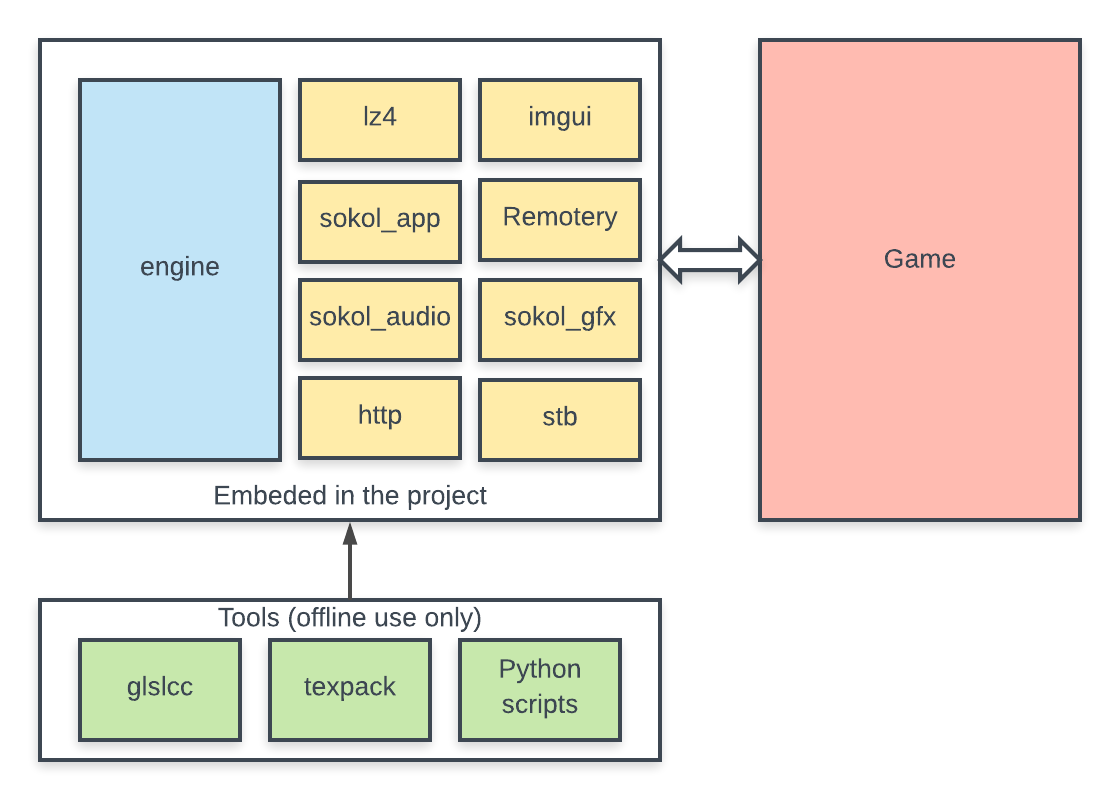 engine
lz4
imgui
sokol_app
Remotery
sokol_audio
sokol_gfx
http
stb
Embeded in the project
Game
Tools (offline use only)
glslcc
texpack
Python
scripts